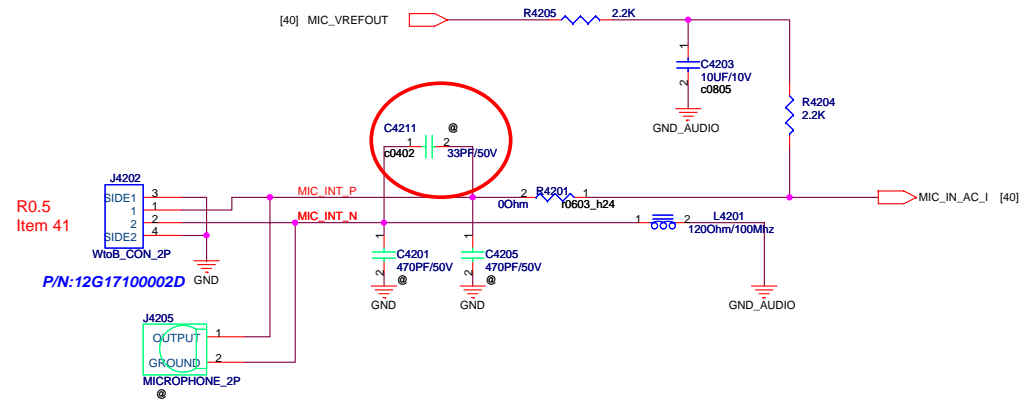 [40] MIC_VREFOUT
R4205
2.2K
1
C4203
10UF/10V
c0805
2
GND_AUDIO
R4204
2.2K
C4211
@
1
2
c0402
33PF/50V
J4202
SIDE1
3
1
1
2
2
SIDE2
4
WtoB_CON_2P
R0.5
Item 41
P/N:12G17100002D
GND
MIC_INT_P
MIC_INT_N
2
R4201
1
0Ohm
r0603_h24
MIC_IN_AC_I [40]
1
2
L4201
120Ohm/100Mhz
GND_AUDIO
1
C4201
470PF/50V
2
@
GND
1
C4205
470PF/50V
2
@
GND
J4205
OUTPUT
1
GROUND
2
MICROPHONE_2P
@